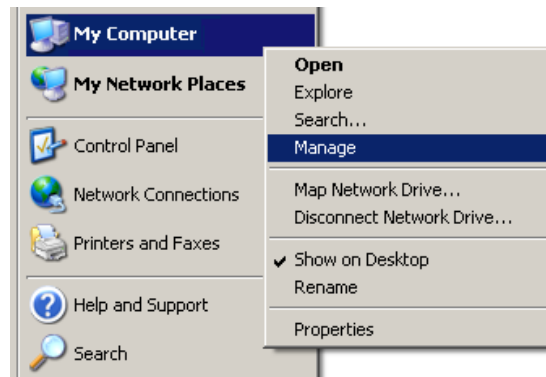 My Computer
My Network Places
Control Panel
Network Connections
Printers and Faxes
Help and Support
Search
Open
Explore
Search...
Manage
Map Network Drive...
Disconnect Network Drive...
Show on Desktop
Rename
Properties